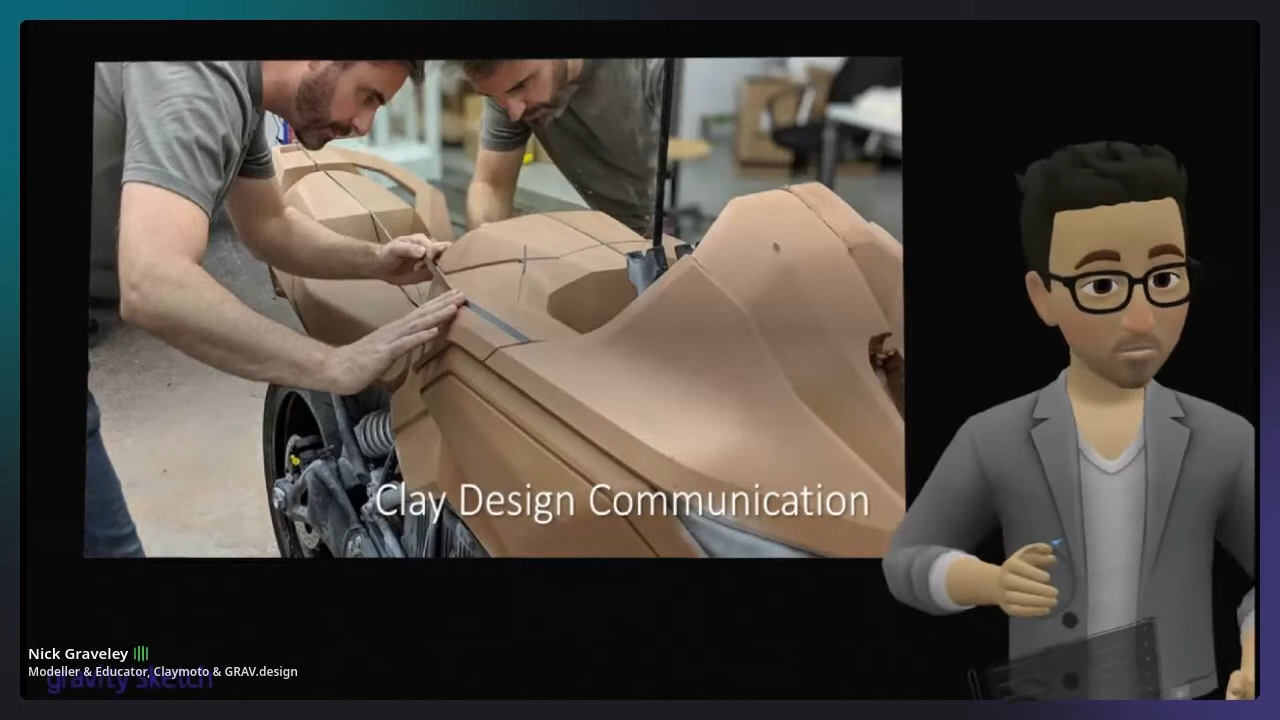 Clay Design Communication
Nick Graveley
Modeller & Educator, Claymoto & GRAV.design
gravity sketch